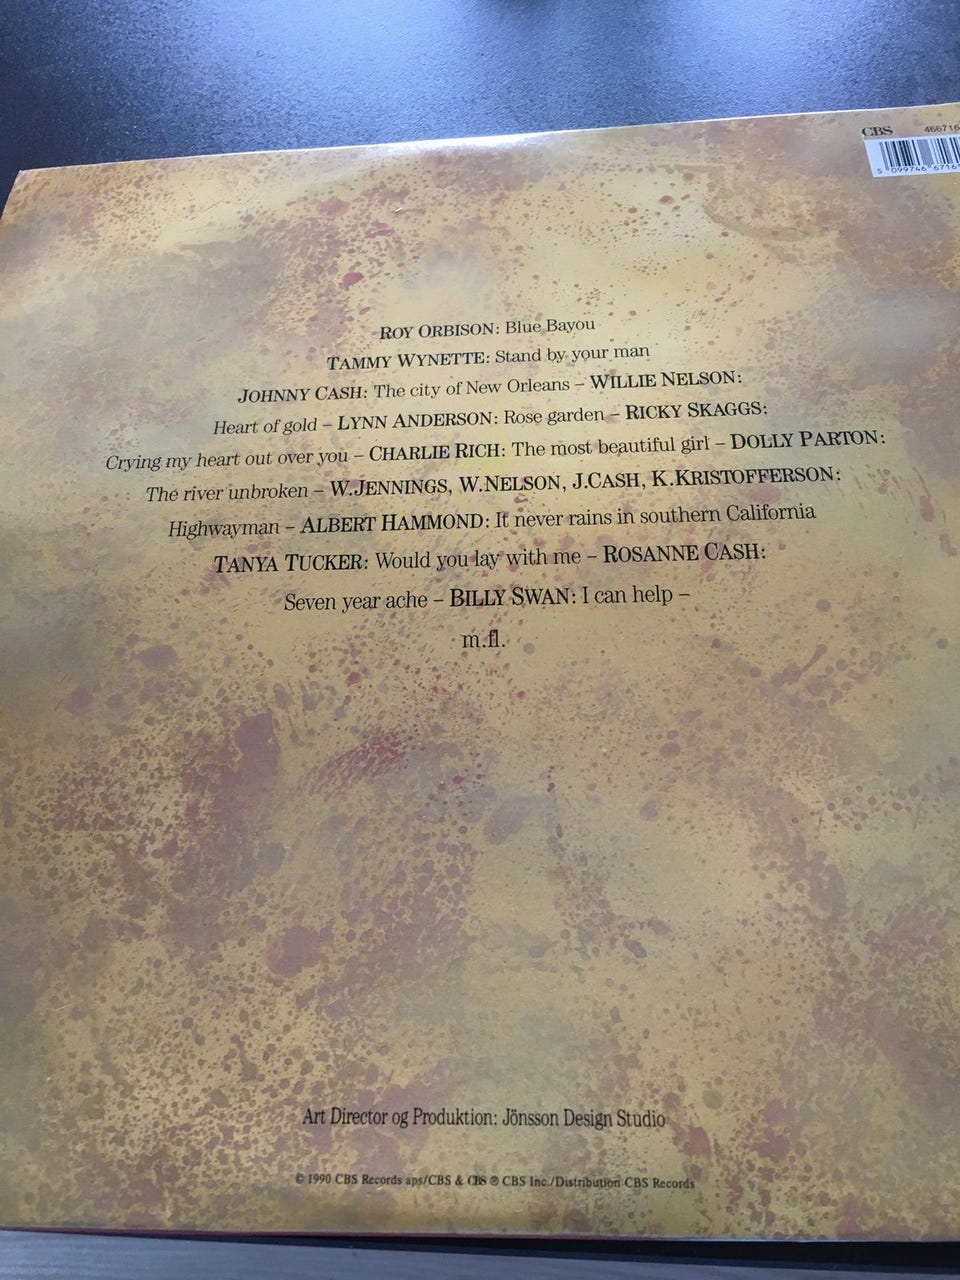 CBS 466716
5 099746 67161
ROY ORBISON: Blue Bayou
TAMMY WYNETTE: Stand by your man
JOHNNY CASH: The city of New Orleans – WILLIE NELSON:
Heart of gold – LYNN ANDERSON: Rose garden – RICKY SKAGGS:
Crying my heart out over you – CHARLIE RICH: The most beautiful girl – DOLLY PARTON:
The river unbroken – W.JENNINGS, W.NELSON, J.CASH, K.KRISTOFFERSON:
Highwayman – ALBERT HAMMOND: It never rains in southern California
TANYA TUCKER: Would you lay with me – ROSANNE CASH:
Seven year ache – BILLY SWAN: I can help –
m.fl.
Art Director og Produktion: Jönsson Design Studio
© 1990 CBS Records aps/CBS & CBS ® CBS Inc./Distribution CBS Records